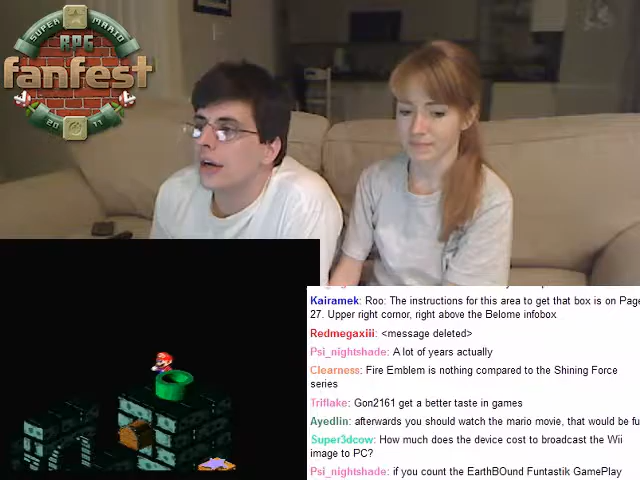 SUPER MARIO
RPG
fanfest
20 11
Kairamek: Roo: The instructions for this area to get that box is on Page
27. Upper right cornor, right above the Belome infobox
Redmegaxiii: <message deleted>
Psi_nightshade: A lot of years actually
Clearness: Fire Emblem is nothing compared to the Shining Force
series
Triflake: Gon2161 get a better taste in games
Ayedlin: afterwards you should watch the mario movie, that would be fu
Super3dcow: How much does the device cost to broadcast the Wii
image to PC?
Psi_nightshade: if you count the EarthBOund Funtastik GamePlay